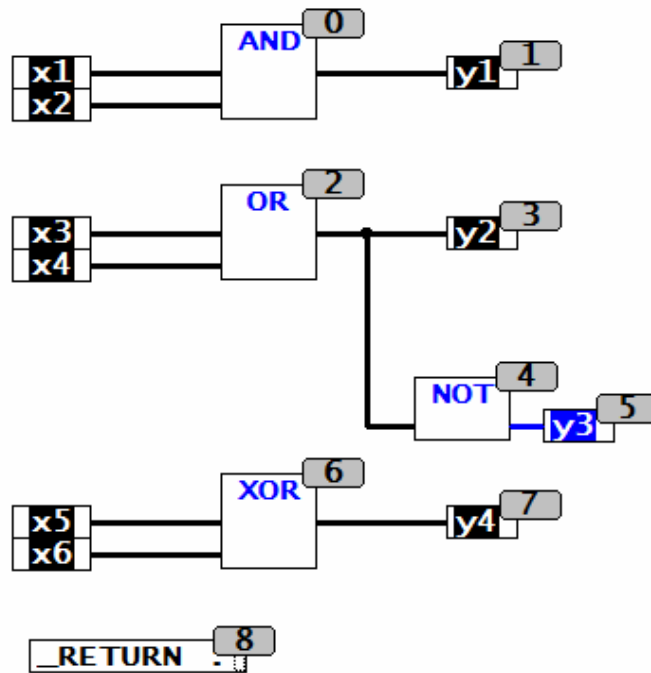 AND 0
x1 y1 1
x2
OR 2
x3 y2 3
x4
NOT 4
y3 5
XOR 6
x5 y4 7
x6
_RETURN 8